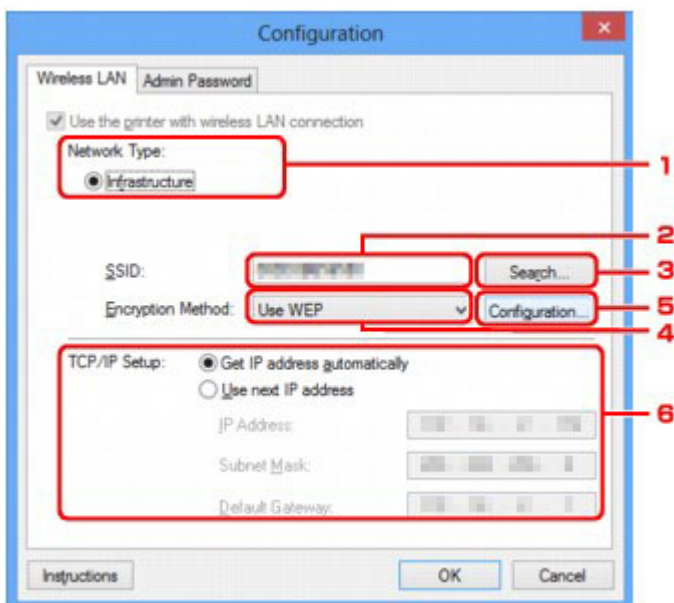 Configuration
Wireless LAN Admin Password
Use the printer with wireless LAN connection
Network Type:
1
Infrastructure
2
SSID: Search... 3
Encryption Method: Use WEP Configuration... 5
4
TCP/IP Setup: Get IP address automatically
Use next IP address
6
IP Address:
Subnet Mask:
Default Gateway:
Instructions OK Cancel